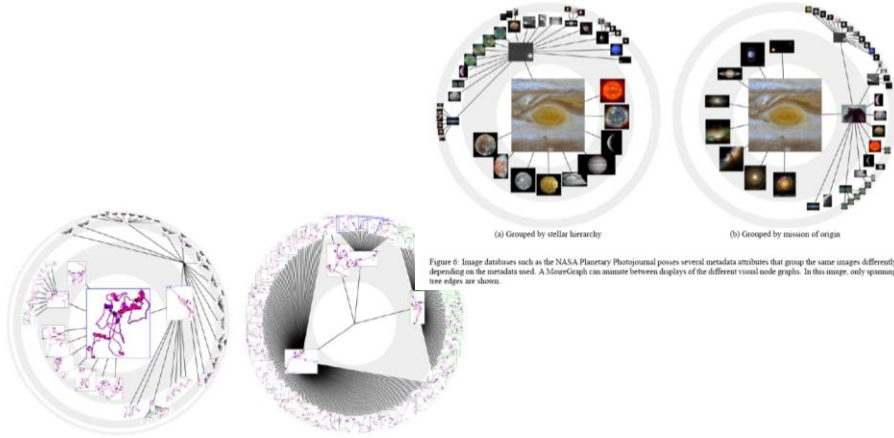 (a) Grouped by stellar hierarchy
(b) Grouped by mission of origin
Figure 6: Image databases such as the NASA Planetary Photojournal posses several metadata attributes that group the same images differently
depending on the metadata used. A MoireGraph can animate between displays of the different visual node graphs. In this image, only spanning
tree edges are shown.